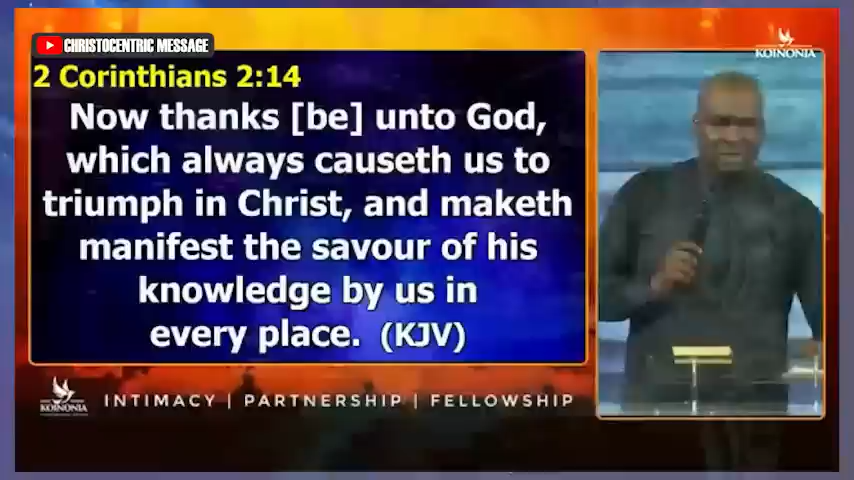 CHRISTOCENTRIC MESSAGE
KOINONIA
2 Corinthians 2:14
Now thanks [be] unto God,
which always causeth us to
triumph in Christ, and maketh
manifest the savour of his
knowledge by us in
every place. (KJV)
KOINONIA
INTIMACY | PARTNERSHIP | FELLOWSHIP